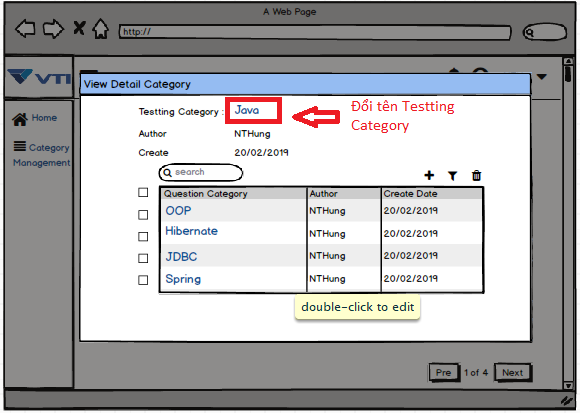 A Web Page
http://
VTI
View Detail Category
Home
Category
Management
Testting Category : Java
Đổi tên Testting
Category
Author NTHung
Create 20/02/2019
search
Question Category Author Create Date
OOP NTHung 20/02/2019
Hibernate NTHung 20/02/2019
JDBC NTHung 20/02/2019
Spring NTHung 20/02/2019
double-click to edit
Pre 1 of 4 Next